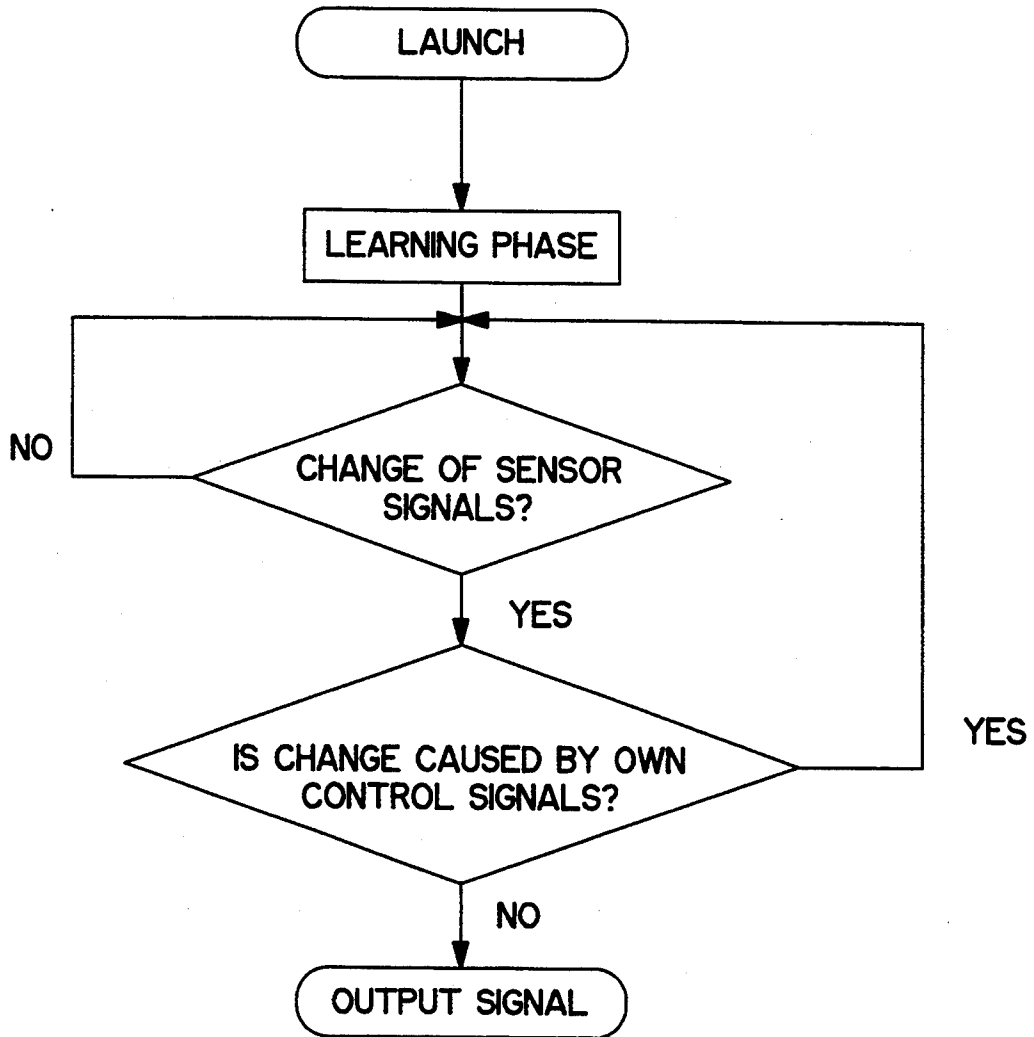 LAUNCH
LEARNING PHASE
NO
CHANGE OF SENSOR
SIGNALS?
YES
YES
IS CHANGE CAUSED BY OWN
CONTROL SIGNALS?
NO
OUTPUT SIGNAL